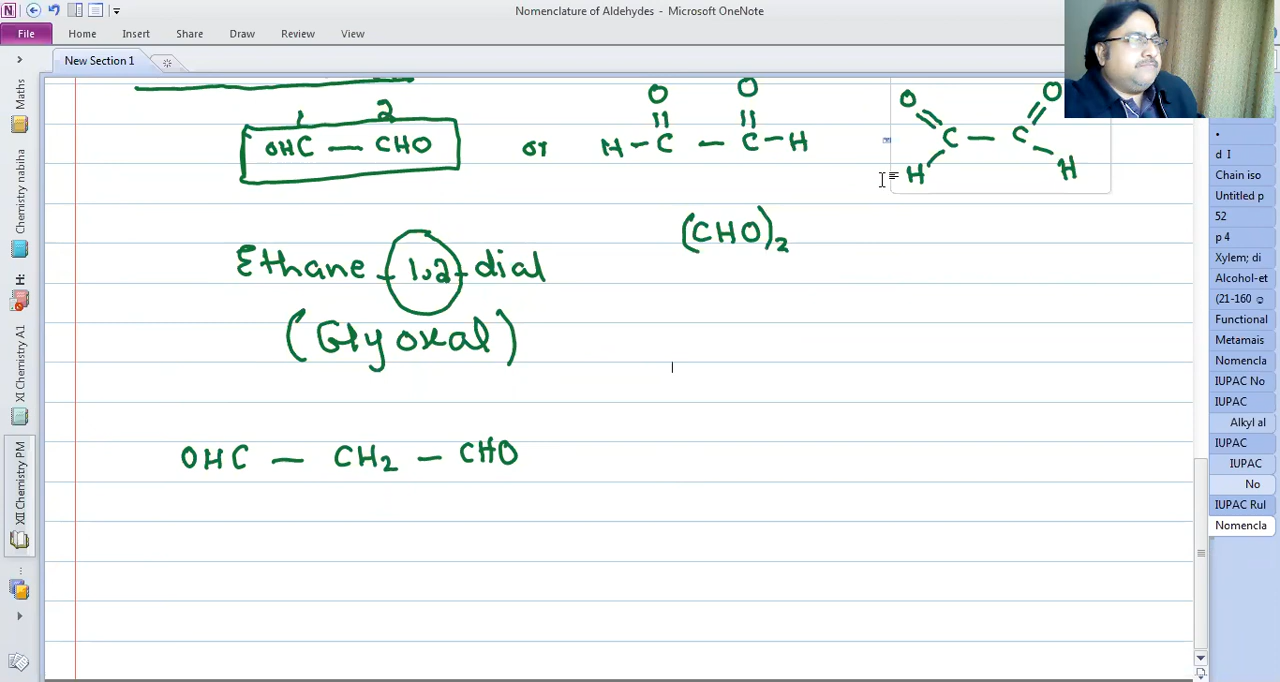 Nomenclature of Aldehydes - Microsoft OneNote
File Home Insert Share Draw Review View
New Section 1
Maths
Chemistry nabiha
H:
XI Chemistry A1
XII Chemistry PM
1 2
OHC — CHO or
O O
H — C — C — H
O O
C — C
H H
(CHO)2
Ethane - 1,2 - dial
(Glyoxal)
OHC — CH2 — CHO
d I
Chain iso
Untitled p
52
p 4
Xylem; di
Alcohol-et
(21-160 ☺
Functional
Metamais
Nomencla
IUPAC No
IUPAC
Alkyl al
IUPAC
IUPAC
No
IUPAC Rul
Nomencla